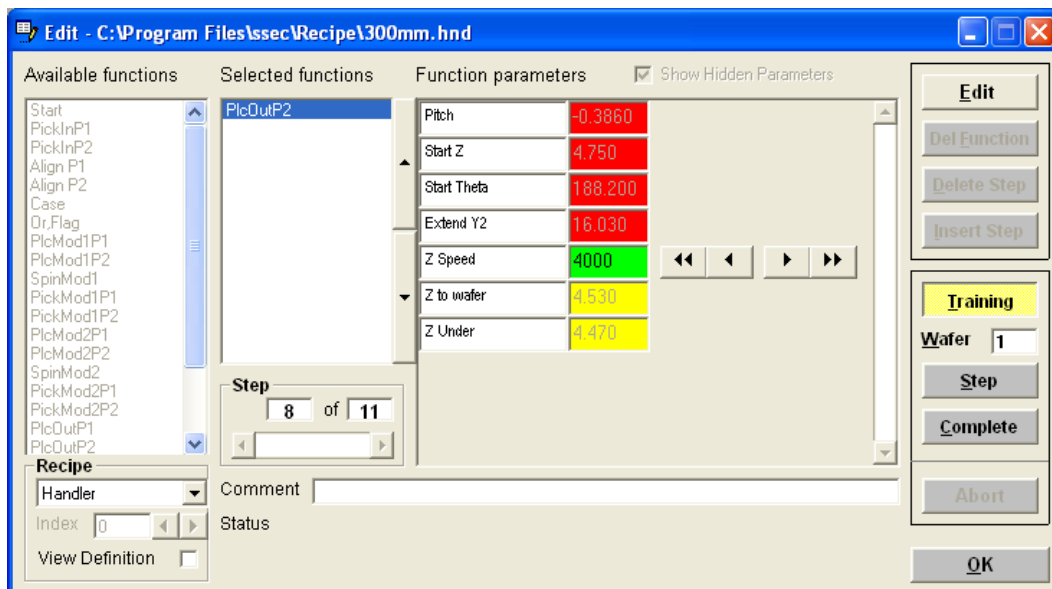 Edit - C:\Program Files\ssec\Recipe\300mm.hnd
Available functions
Start
PickInP1
PickInP2
Align P1
Align P2
Case
Or,Flag
PlcMod1P1
PlcMod1P2
SpinMod1
PickMod1P1
PickMod1P2
PlcMod2P1
PlcMod2P2
SpinMod2
PickMod2P1
PickMod2P2
PlcOutP1
PlcOutP2
Selected functions
PlcOutP2
Step
8 of 11
Function parameters
Show Hidden Parameters
Pitch -0.3860
Start Z 4.750
Start Theta 188.200
Extend Y2 16.030
Z Speed 4000
Z to wafer 4.530
Z Under 4.470
Recipe
Handler
Index 0
View Definition
Comment
Status
Edit
Del Function
Delete Step
Insert Step
Training
Wafer 1
Step
Complete
Abort
OK